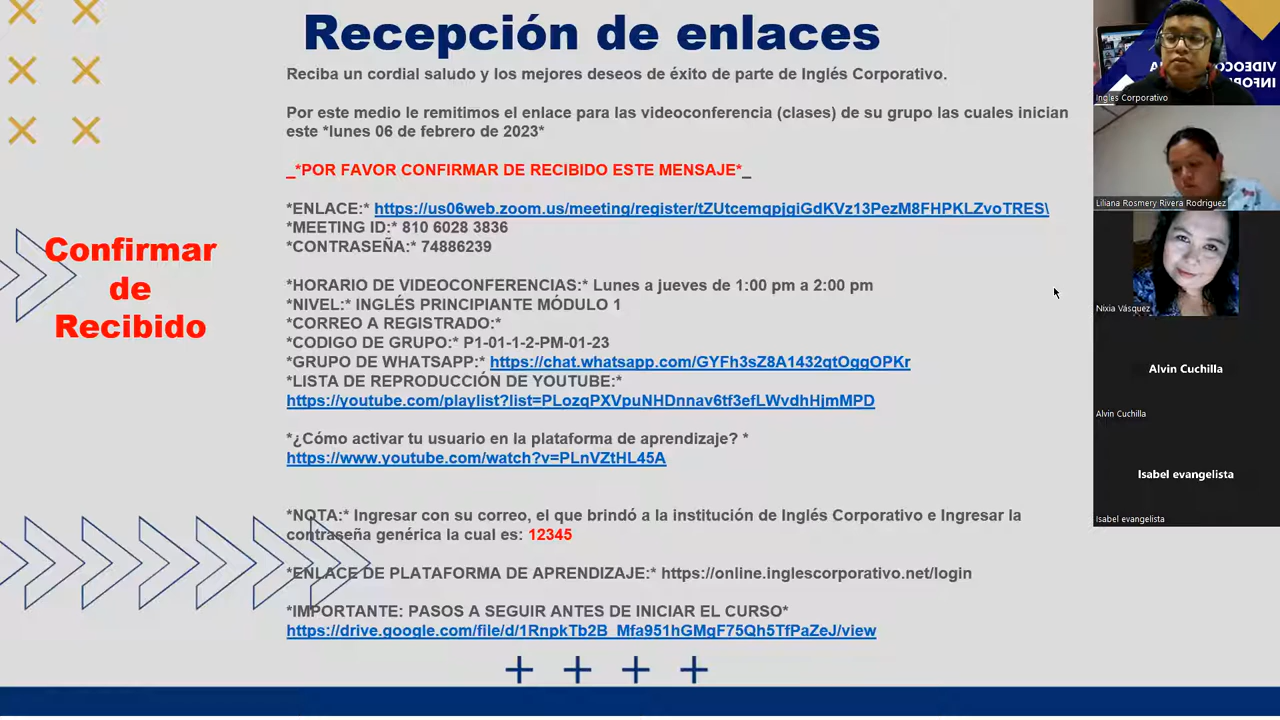 Recepción de enlaces
Reciba un cordial saludo y los mejores deseos de éxito de parte de Inglés Corporativo.
Por este medio le remitimos el enlace para las videoconferencia (clases) de su grupo las cuales inician
este *lunes 06 de febrero de 2023*
_*POR FAVOR CONFIRMAR DE RECIBIDO ESTE MENSAJE*_
*ENLACE:* https://us06web.zoom.us/meeting/register/tZUtcemqpjgiGdKVz13PezM8FHPKLZvoTRES\
*MEETING ID:* 810 6028 3836
*CONTRASEÑA:* 74886239
Confirmar
de
Recibido
*HORARIO DE VIDEOCONFERENCIAS:* Lunes a jueves de 1:00 pm a 2:00 pm
*NIVEL:* INGLÉS PRINCIPIANTE MÓDULO 1
*CORREO A REGISTRADO:*
*CODIGO DE GRUPO:* P1-01-1-2-PM-01-23
*GRUPO DE WHATSAPP:* https://chat.whatsapp.com/GYFh3sZ8A1432qtOggOPKr
*LISTA DE REPRODUCCIÓN DE YOUTUBE:*
https://youtube.com/playlist?list=PLozqPXVpuNHDnnav6tf3efLWvdhHjmMPD
*¿Cómo activar tu usuario en la plataforma de aprendizaje? *
https://www.youtube.com/watch?v=PLnVZtHL45A
*NOTA:* Ingresar con su correo, el que brindó a la institución de Inglés Corporativo e Ingresar la
contraseña genérica la cual es: 12345
*ENLACE DE PLATAFORMA DE APRENDIZAJE:* https://online.inglescorporativo.net/login
*IMPORTANTE: PASOS A SEGUIR ANTES DE INICIAR EL CURSO*
https://drive.google.com/file/d/1RnpkTb2B_Mfa951hGMgF75Qh5TfPaZeJ/view
Ingles Corporativo
Liliana Rosmery Rivera Rodriguez
Nixia Vásquez
Alvin Cuchilla
Alvin Cuchilla
Isabel evangelista
Isabel evangelista